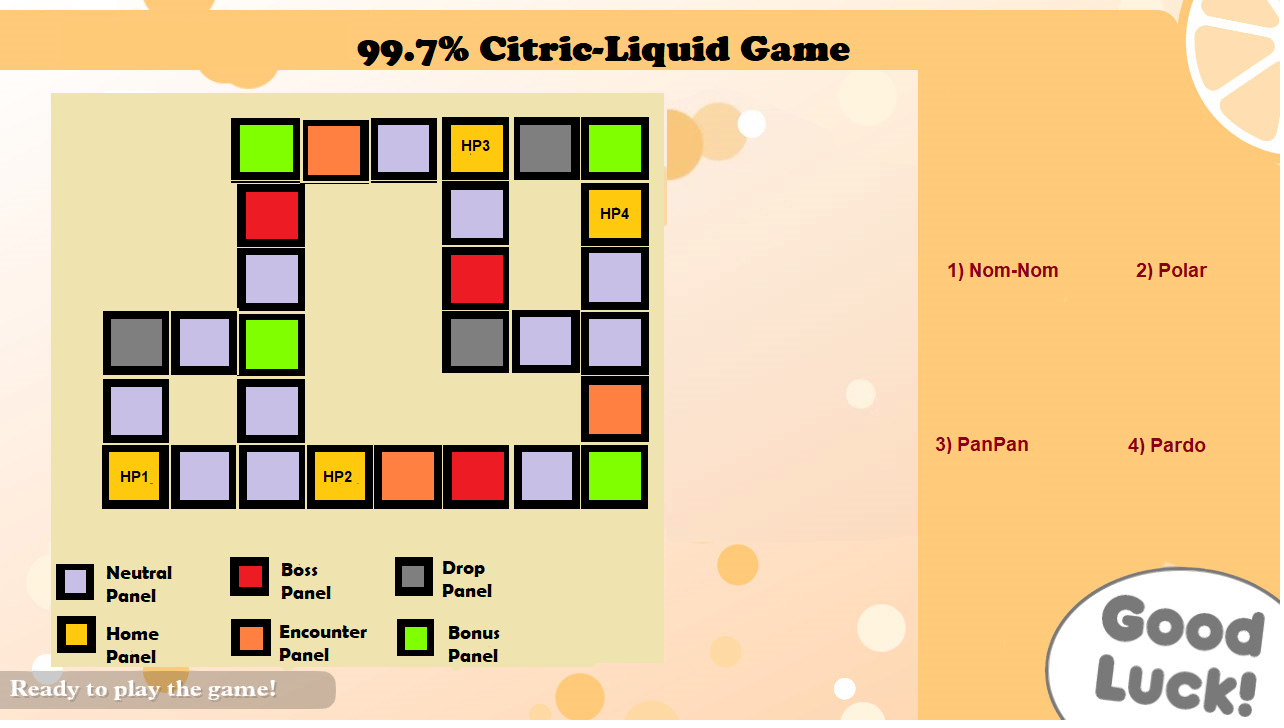 99.7% Citric-Liquid Game
HP3
HP4
1) Nom-Nom
2) Polar
3) PanPan
4) Pardo
HP1
HP2
Neutral
Panel
Boss
Panel
Drop
Panel
Home
Panel
Encounter
Panel
Bonus
Panel
Ready to play the game!
GOOD
LUCK!